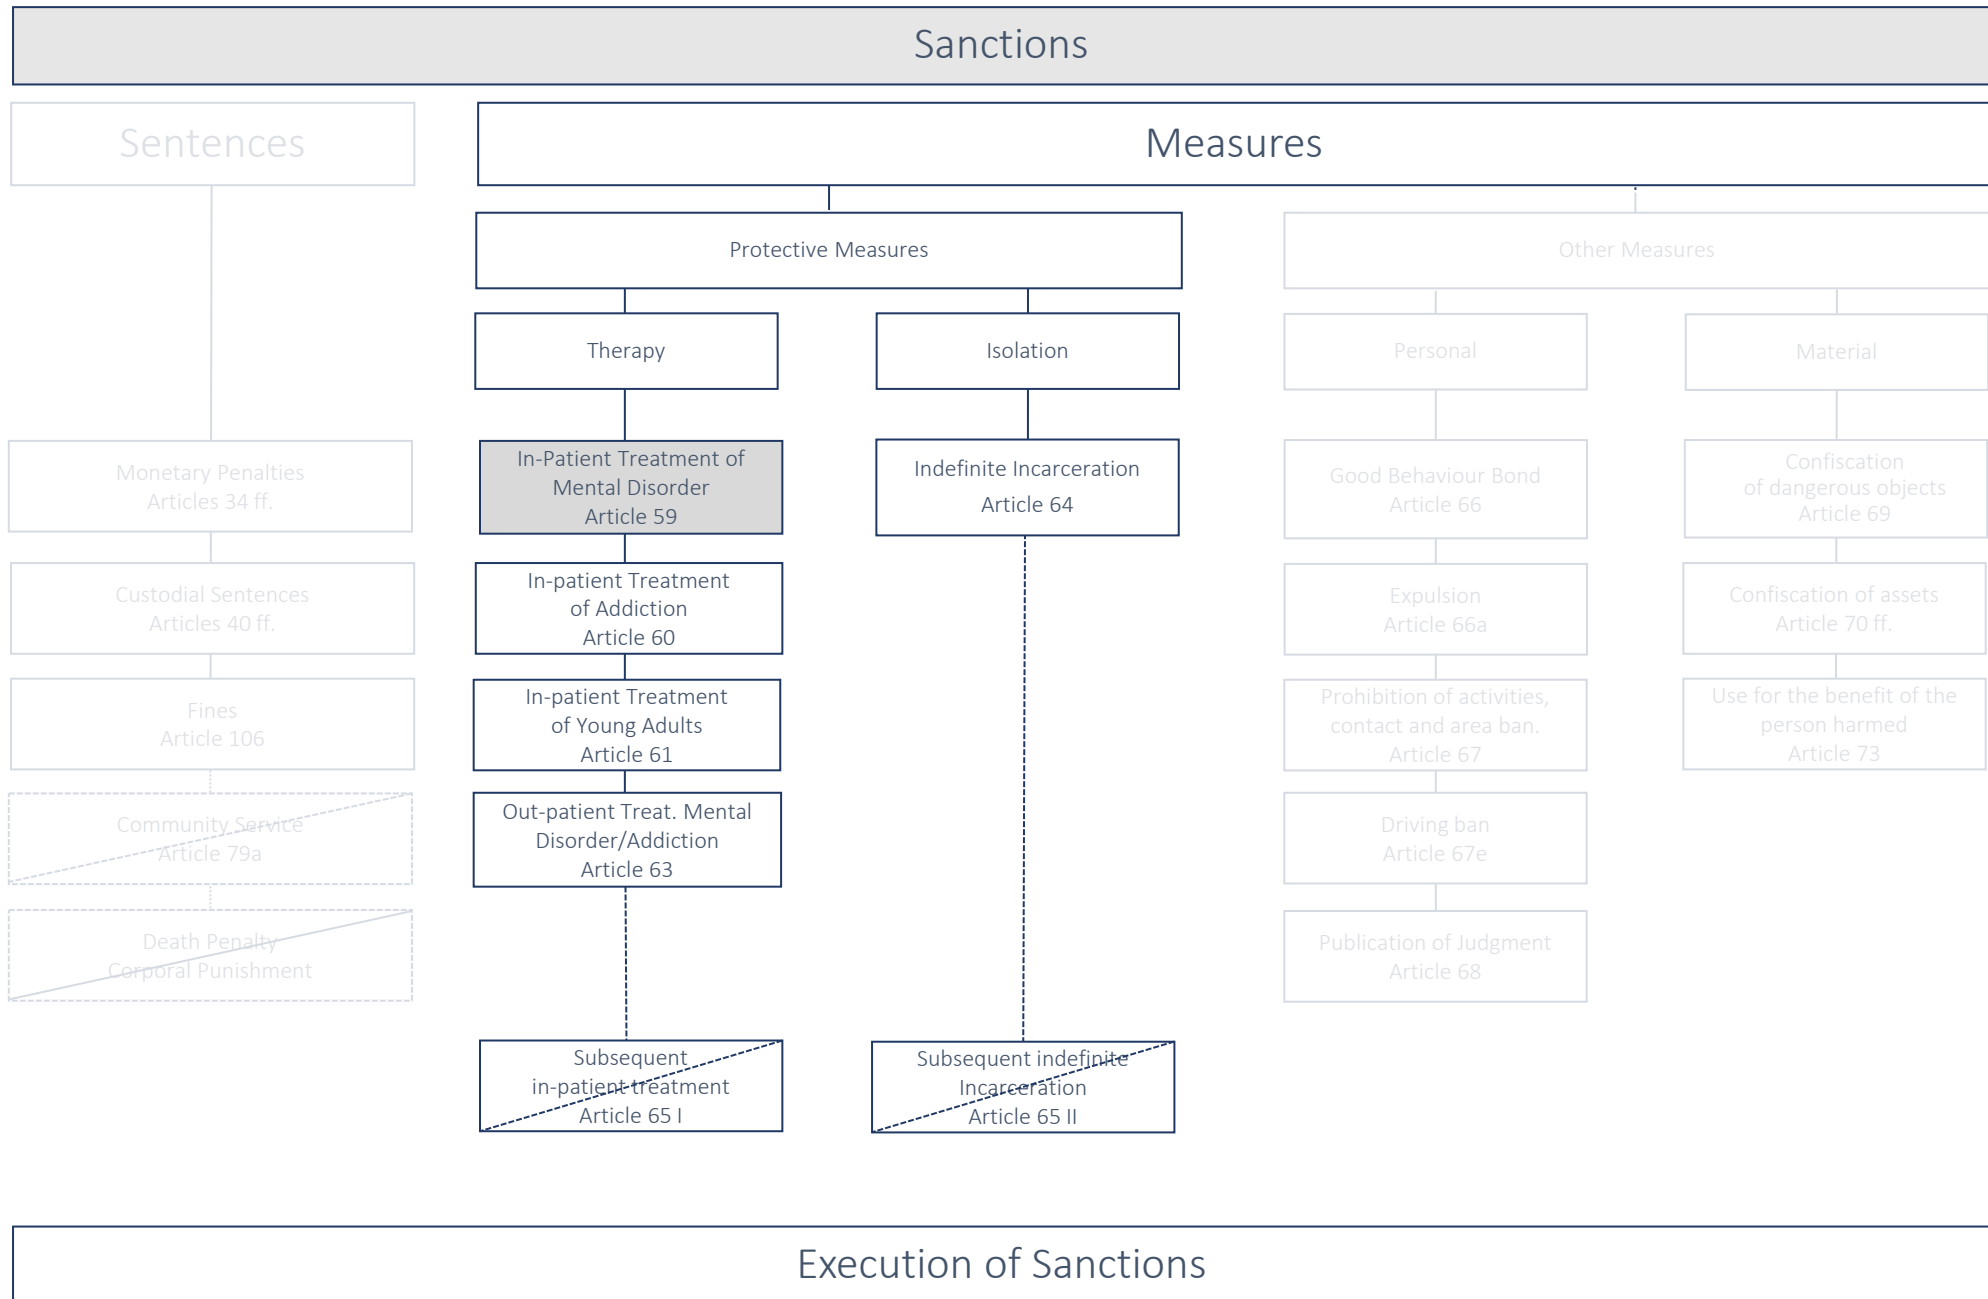 Sanctions
Sentences
Measures
Protective Measures
Other Measures
Therapy
Isolation
Personal
Material
Monetary Penalties
Articles 34 ff.
In-Patient Treatment of
Mental Disorder
Article 59
Indefinite Incarceration
Article 64
Good Behaviour Bond
Article 66
Confiscation
of dangerous objects
Article 69
Custodial Sentences
Articles 40 ff.
In-patient Treatment
of Addiction
Article 60
Expulsion
Article 66a
Confiscation of assets
Article 70 ff.
Fines
Article 106
In-patient Treatment
of Young Adults
Article 61
Prohibition of activities,
contact and area ban.
Article 67
Use for the benefit of the
person harmed
Article 73
Community Service
Article 79a
Out-patient Treat. Mental
Disorder/Addiction
Article 63
Driving ban
Article 67e
Death Penalty
Corporal Punishment
Publication of Judgment
Article 68
Subsequent
in-patient treatment
Article 65 I
Subsequent indefinite
Incarceration
Article 65 II
Execution of Sanctions